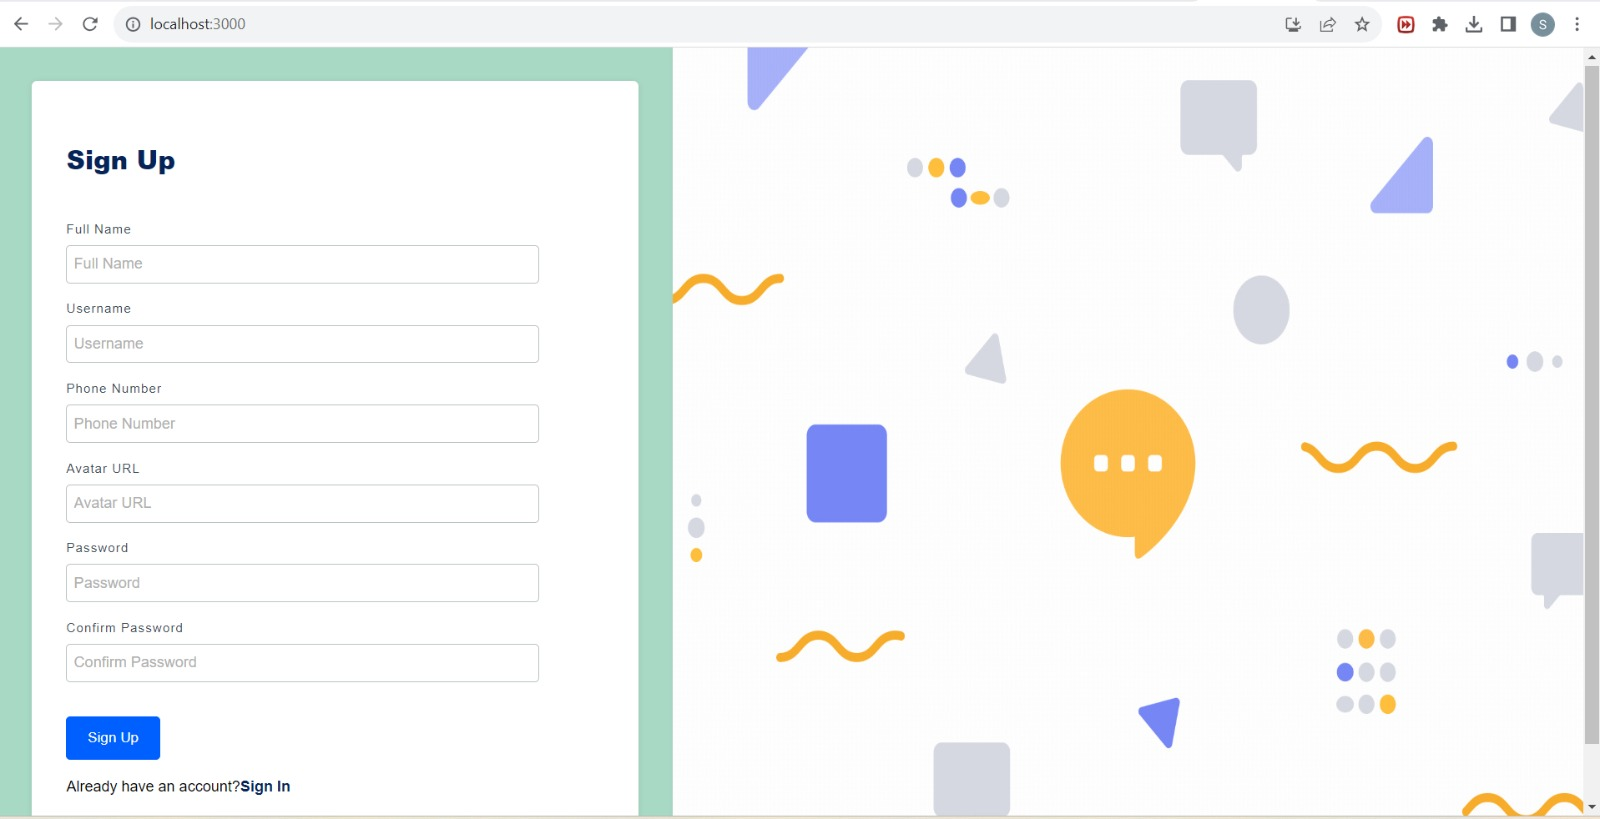 localhost:3000
S
Sign Up
Full Name
Full Name
Username
Username
Phone Number
Phone Number
Avatar URL
Avatar URL
Password
Password
Confirm Password
Confirm Password
Sign Up
Already have an account?Sign In